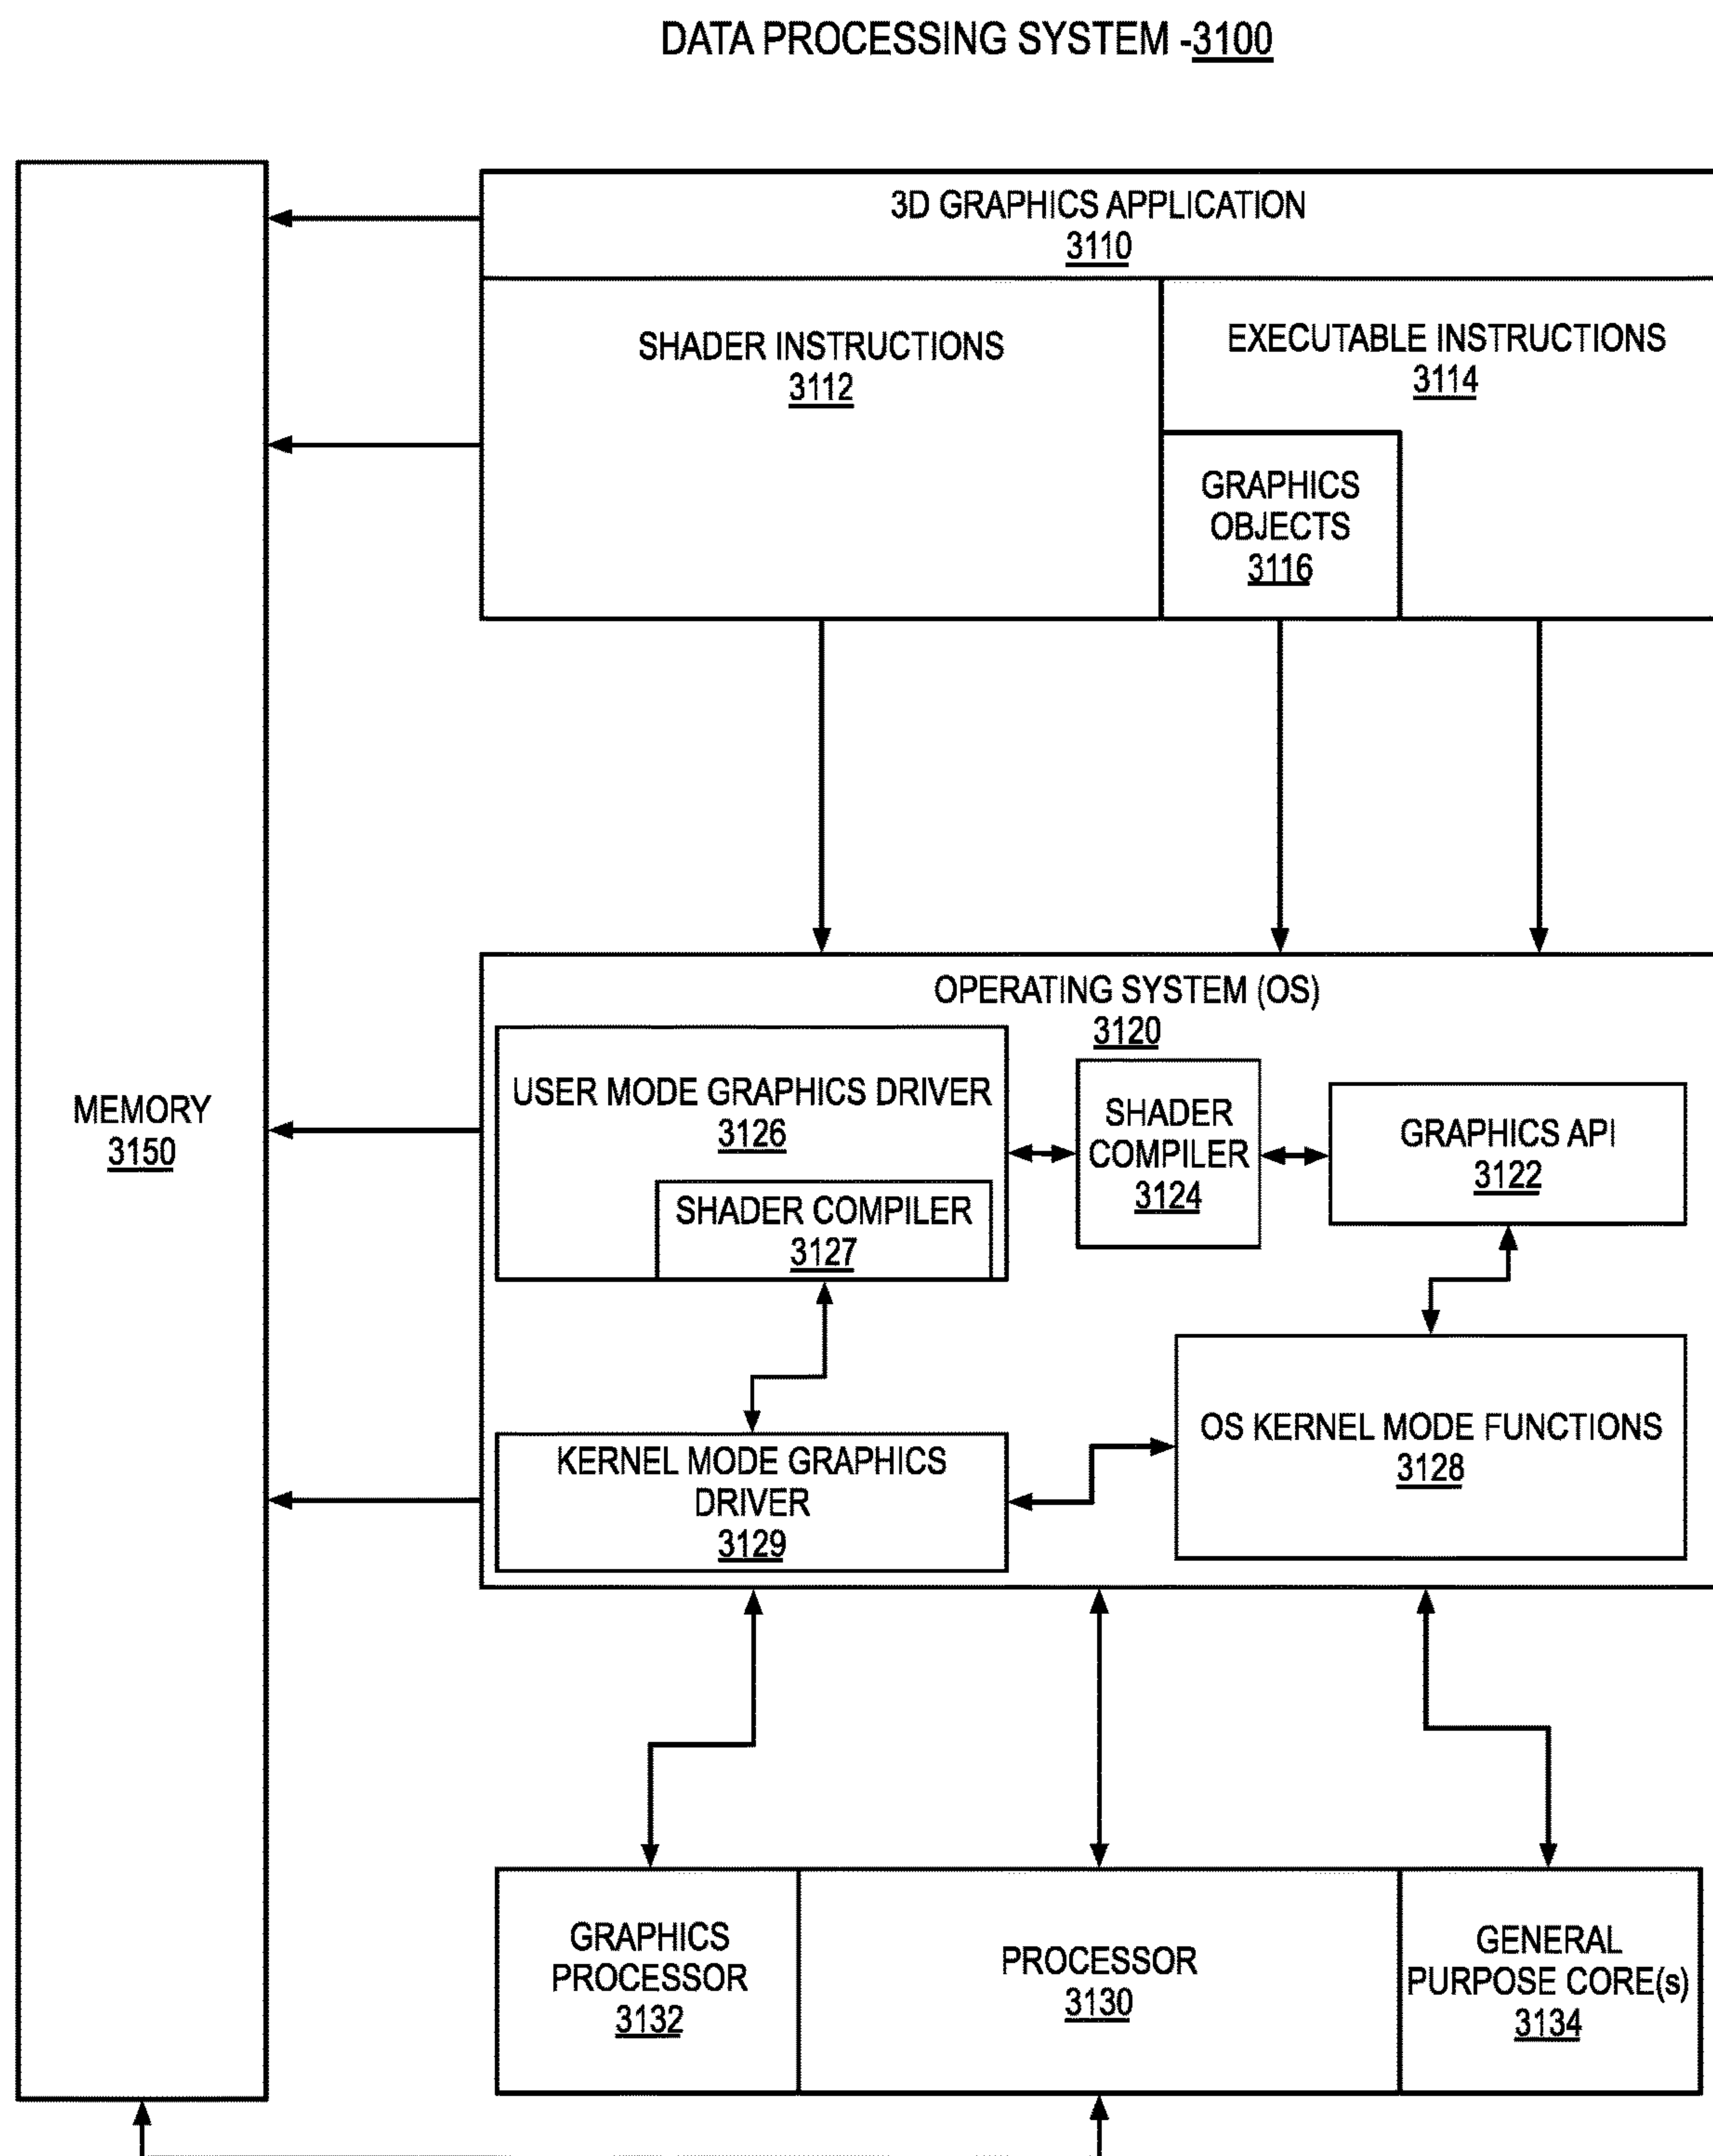 DATA PROCESSING SYSTEM -3100
3D GRAPHICS APPLICATION
3110
SHADER INSTRUCTIONS
3112
EXECUTABLE INSTRUCTIONS
3114
GRAPHICS
OBJECTS
3116
OPERATING SYSTEM (OS)
3120
USER MODE GRAPHICS DRIVER
3126
SHADER COMPILER
3127
SHADER
COMPILER
3124
GRAPHICS API
3122
MEMORY
3150
KERNEL MODE GRAPHICS
DRIVER
3129
OS KERNEL MODE FUNCTIONS
3128
GRAPHICS
PROCESSOR
3132
PROCESSOR
3130
GENERAL
PURPOSE CORE(s)
3134